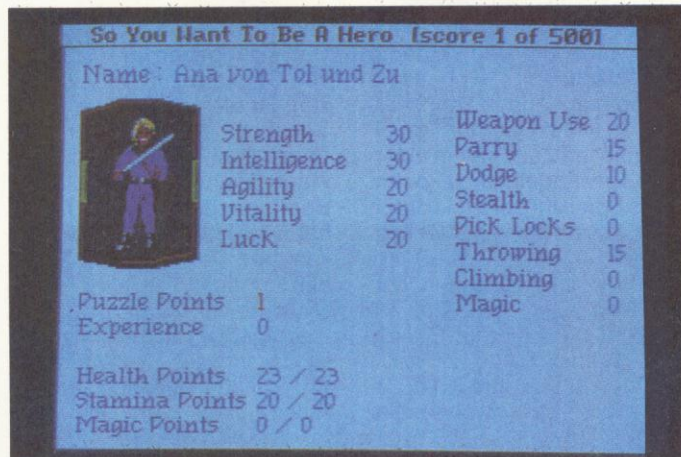 So You Want To Be A Hero [score 1 of 500]
Name: Ana von Tol und Zu
Strength 30
Intelligence 30
Agility 20
Vitality 20
Luck 20
Weapon Use 20
Parry 15
Dodge 10
Stealth 0
Pick Locks 0
Throwing 15
Climbing 0
Magic 0
Puzzle Points 1
Experience 0
Health Points 23 / 23
Stamina Points 20 / 20
Magic Points 0 / 0